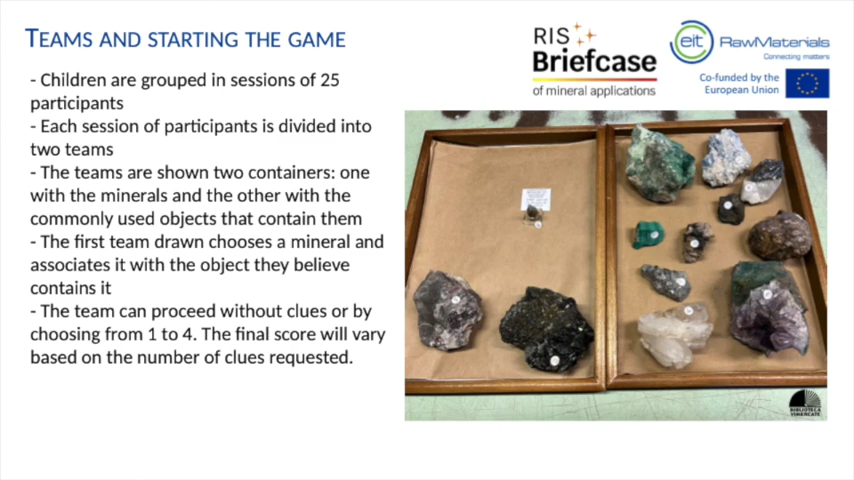 TEAMS AND STARTING THE GAME
- Children are grouped in sessions of 25
participants
- Each session of participants is divided into
two teams
- The teams are shown two containers: one
with the minerals and the other with the
commonly used objects that contain them
- The first team drawn chooses a mineral and
associates it with the object they believe
contains it
- The team can proceed without clues or by
choosing from 1 to 4. The final score will vary
based on the number of clues requested.
RIS
Briefcase
of mineral applications
eit RawMaterials
Connecting matters
Co-funded by the
European Union
BIBLIOTECA
VIMERCATE